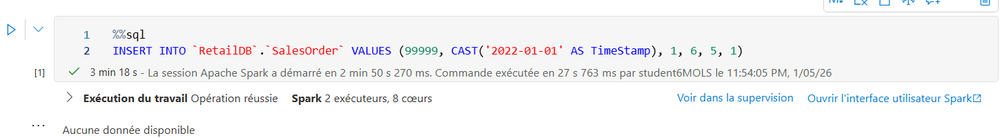 1 %%sql
2 INSERT INTO `RetailDB`.`SalesOrder` VALUES (99999, CAST('2022-01-01' AS TimeStamp), 1, 6, 5, 1)
[1] 3 min 18 s - La session Apache Spark a démarré en 2 min 50 s 270 ms. Commande exécutée en 27 s 763 ms par student6MOLS le 11:54:05 PM, 1/05/26
Exécution du travail Opération réussie Spark 2 exécuteurs, 8 cœurs Voir dans la supervision Ouvrir l'interface utilisateur Spark
Aucune donnée disponible